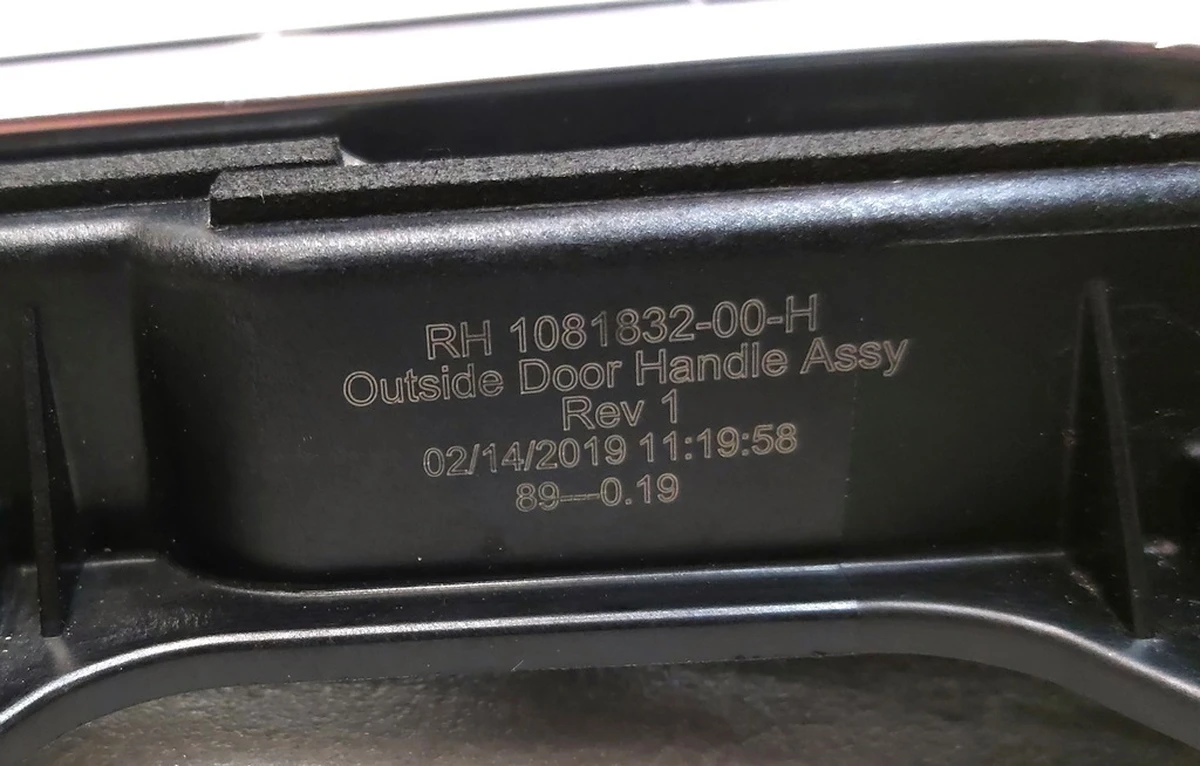 RH 1081832-00-H
Outside Door Handle Assy
Rev 1
02/14/2019 11:19:58
89—0.19